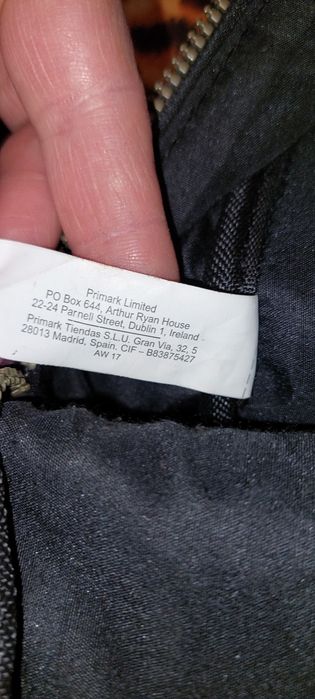 Primark Limited
PO Box 644, Arthur Ryan House
22-24 Parnell Street, Dublin 1, Ireland
Primark Tiendas S.L.U. Gran Via, 32, 5
28013 Madrid, Spain. CIF – B83875427
AW 17